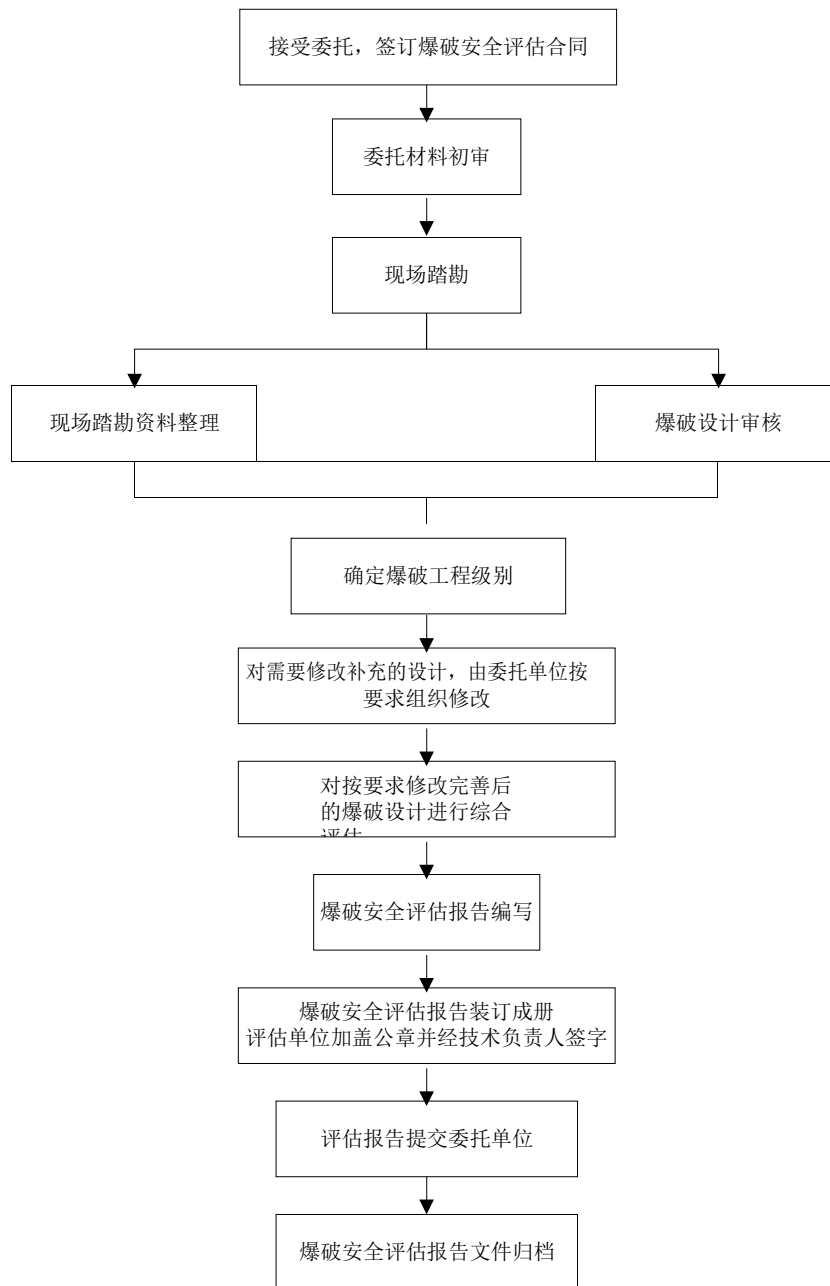 接受委托，签订爆破安全评估合同
委托材料初审
现场踏勘
现场踏勘资料整理
爆破设计审核
确定爆破工程级别
对需要修改补充的设计，由委托单位按
要求组织修改
对按要求修改完善后
的爆破设计进行综合
评估
爆破安全评估报告编写
爆破安全评估报告装订成册
评估单位加盖公章并经技术负责人签字
评估报告提交委托单位
爆破安全评估报告文件归档